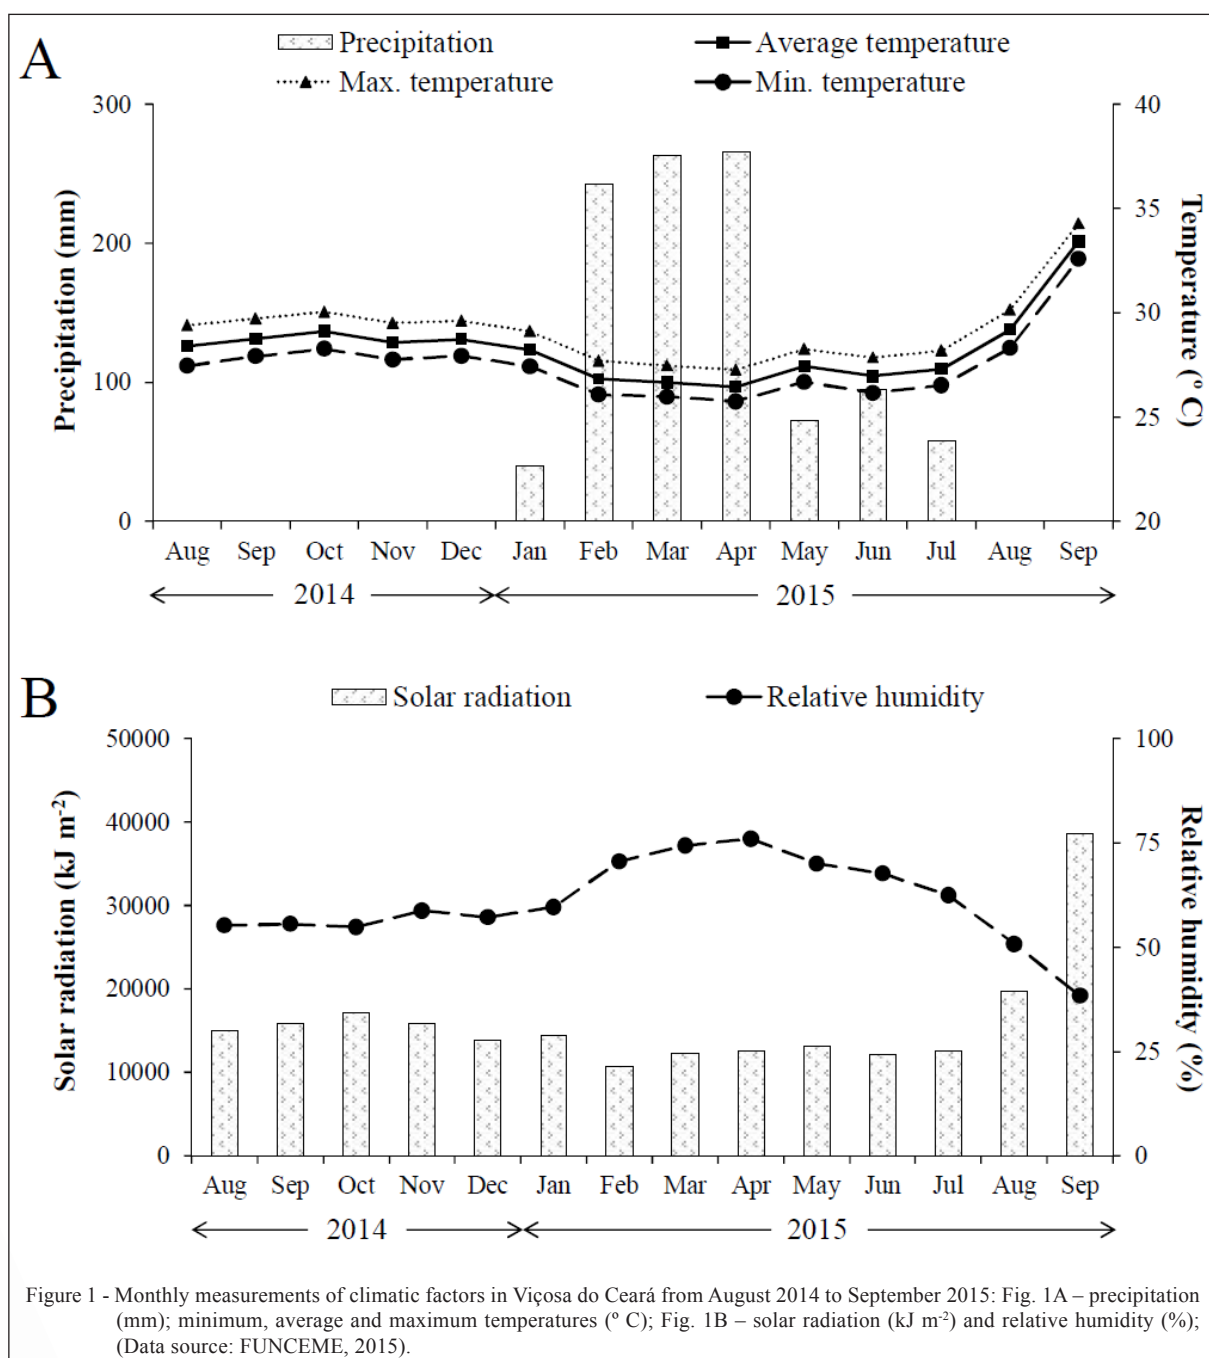 A
Precipitation
Average temperature
Max. temperature
Min. temperature
300
200
100
0
Precipitation (mm)
40
35
30
25
20
Temperature (º C)
Aug Sep Oct Nov Dec Jan Feb Mar Apr May Jun Jul Aug Sep
2014 2015
B
Solar radiation
Relative humidity
50000
40000
30000
20000
10000
0
Solar radiation (kJ m⁻²)
100
75
50
25
0
Relative humidity (%)
Aug Sep Oct Nov Dec Jan Feb Mar Apr May Jun Jul Aug Sep
2014 2015
Figure 1 - Monthly measurements of climatic factors in Viçosa do Ceará from August 2014 to September 2015: Fig. 1A – precipitation
(mm); minimum, average and maximum temperatures (º C); Fig. 1B – solar radiation (kJ m⁻²) and relative humidity (%);
(Data source: FUNCEME, 2015).